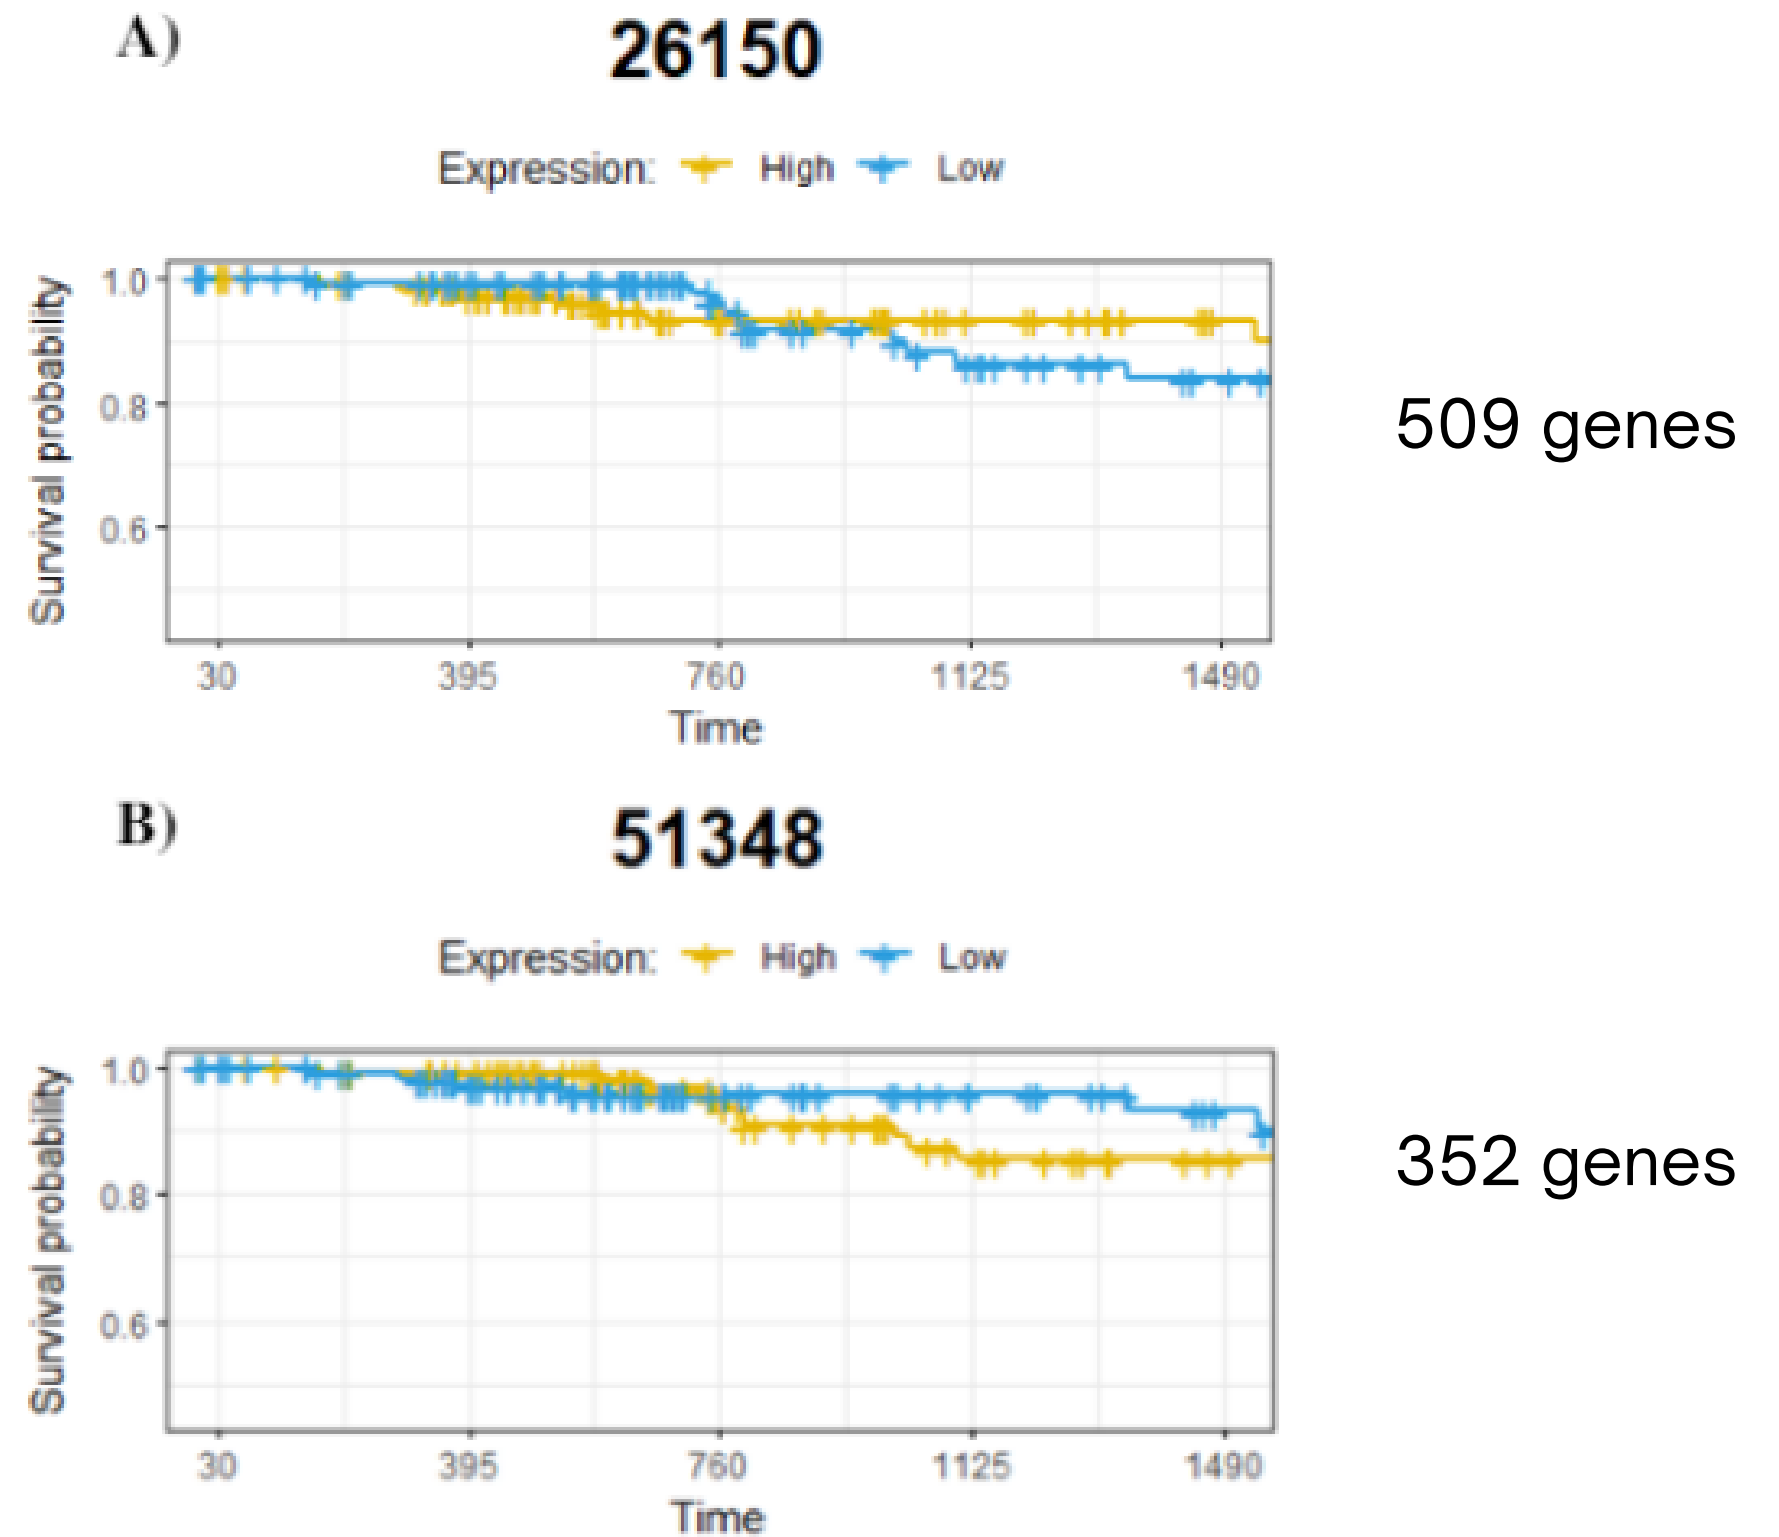 A)
26150
Expression: High Low
1.0
0.8
0.6
Survival probability
509 genes
30 395 760 1125 1490
Time
B)
51348
Expression: High Low
1.0
0.8
0.6
Survival probability
352 genes
30 395 760 1125 1490
Time